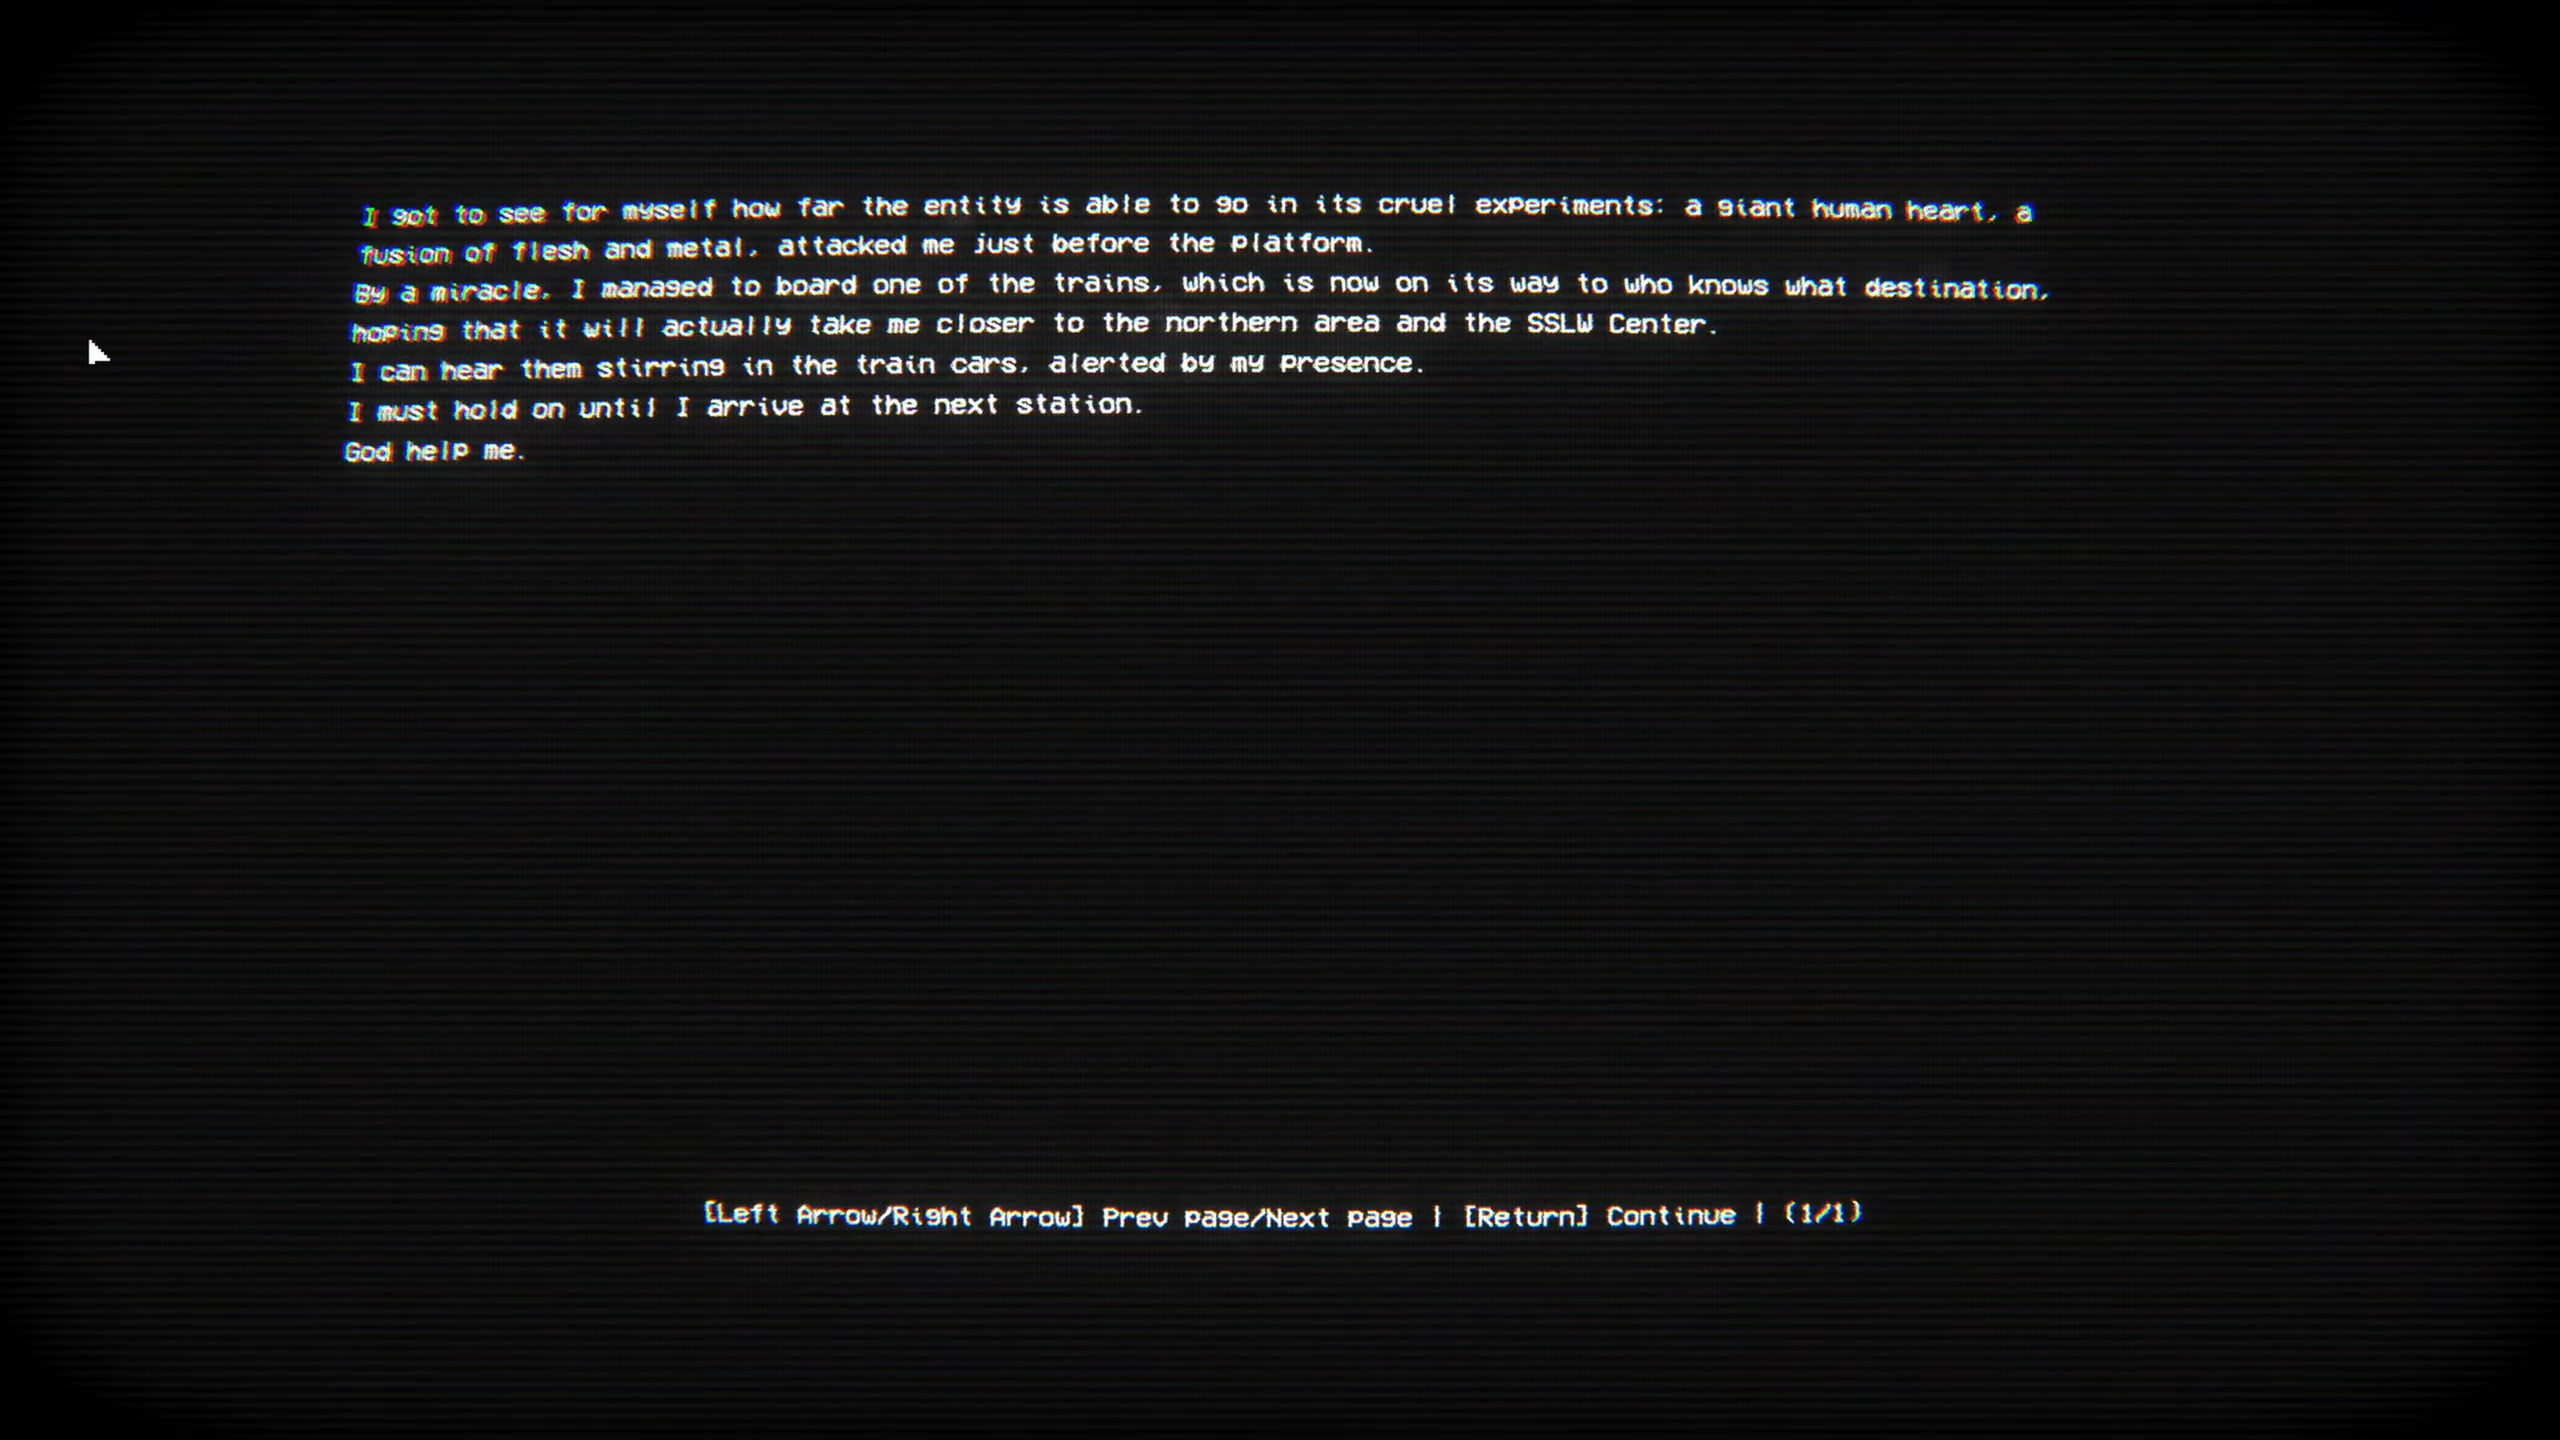 I got to see for myself how far the entity is able to go in its cruel experiments: a giant human heart, a
fusion of flesh and metal, attacked me just before the platform.
By a miracle, I managed to board one of the trains, which is now on its way to who knows what destination,
hoping that it will actually take me closer to the northern area and the SSLW Center.
I can hear them stirring in the train cars, alerted by my presence.
I must hold on until I arrive at the next station.
God help me.
[Left Arrow/Right Arrow] Prev page/Next page | [Return] Continue | (1/1)